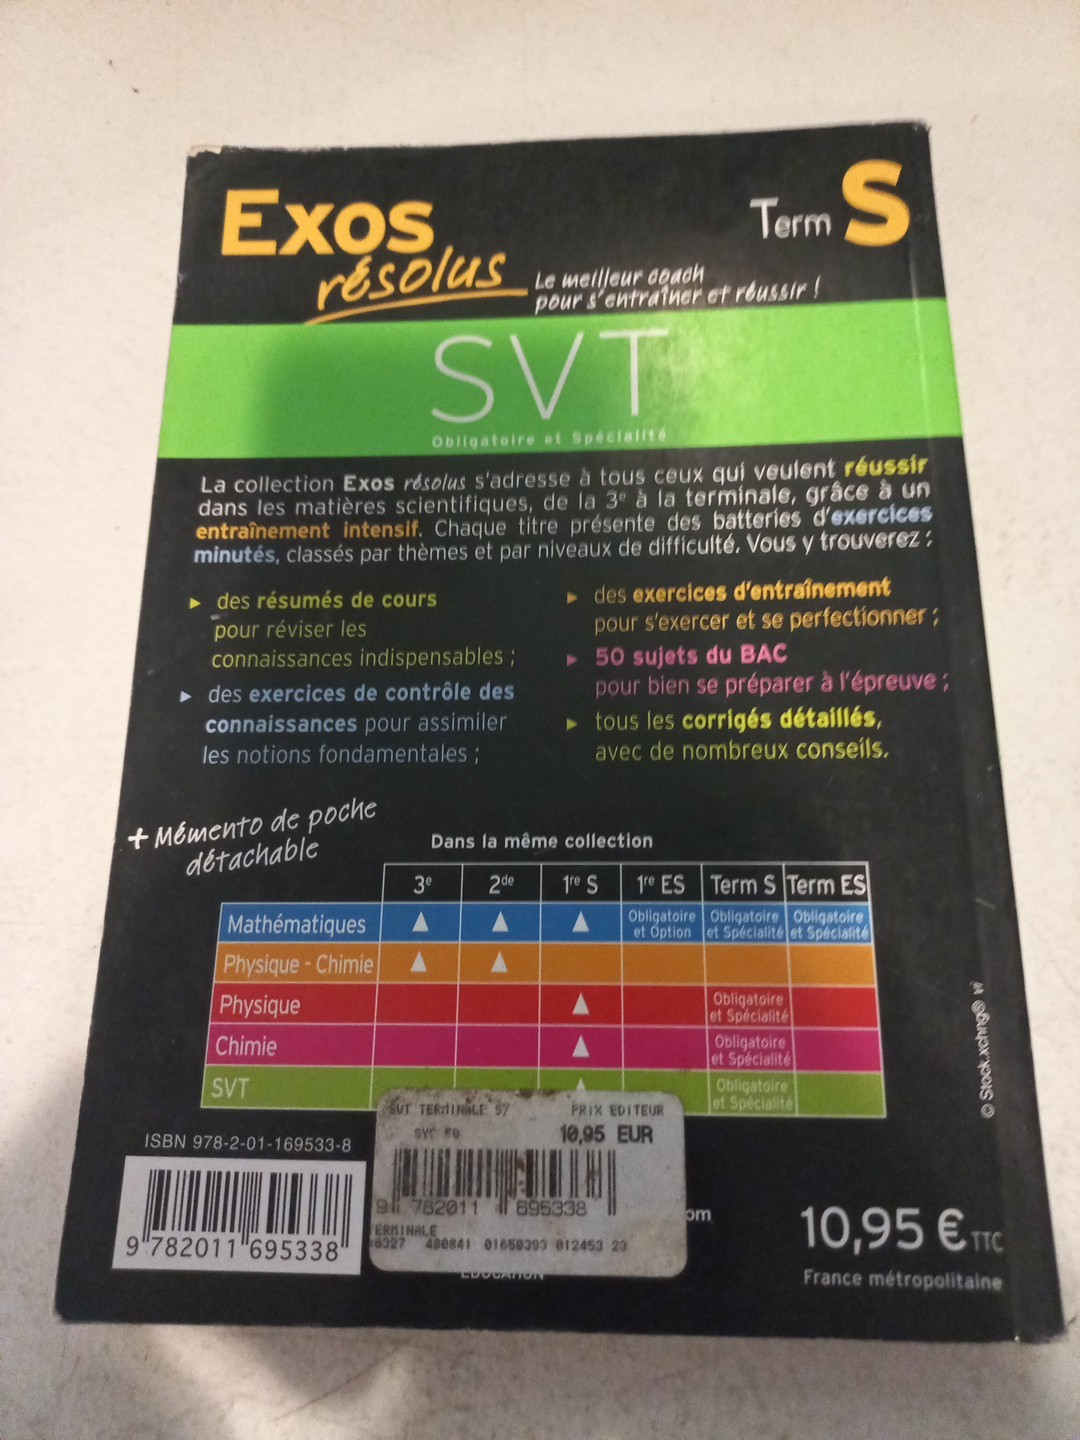 Exos
résolus
Term S
Le meilleur coach
pour s'entraîner et réussir !
SVT
Obligatoire et Spécialité
La collection Exos résolus s'adresse à tous ceux qui veulent réussir
dans les matières scientifiques, de la 3e à la terminale, grâce à un
entraînement intensif. Chaque titre présente des batteries d'exercices
minutés, classés par thèmes et par niveaux de difficulté. Vous y trouverez :
▸ des résumés de cours
pour réviser les
connaissances indispensables ;
▸ des exercices de contrôle des
connaissances pour assimiler
les notions fondamentales ;
▸ des exercices d'entraînement
pour s'exercer et se perfectionner ;
▸ 50 sujets du BAC
pour bien se préparer à l'épreuve ;
▸ tous les corrigés détaillés,
avec de nombreux conseils.
+ Mémento de poche
détachable
Dans la même collection
3e 2de 1re S 1re ES Term S Term ES
Mathématiques ▲ ▲ ▲ Obligatoire et Option Obligatoire et Spécialité Obligatoire et Spécialité
Physique - Chimie ▲ ▲
Physique ▲ Obligatoire et Spécialité
Chimie ▲ Obligatoire et Spécialité
SVT ▲ Obligatoire et Spécialité
© Stock.xchng® vi
ISBN 978-2-01-169533-8
9 782011 695338
SVT TERMINALE S7 PRIX EDITEUR
10,95 EUR
9 782011 695338
ERMINALE
480841 01650393 012453 23
om
EDUCATION
10,95 € TTC
France métropolitaine